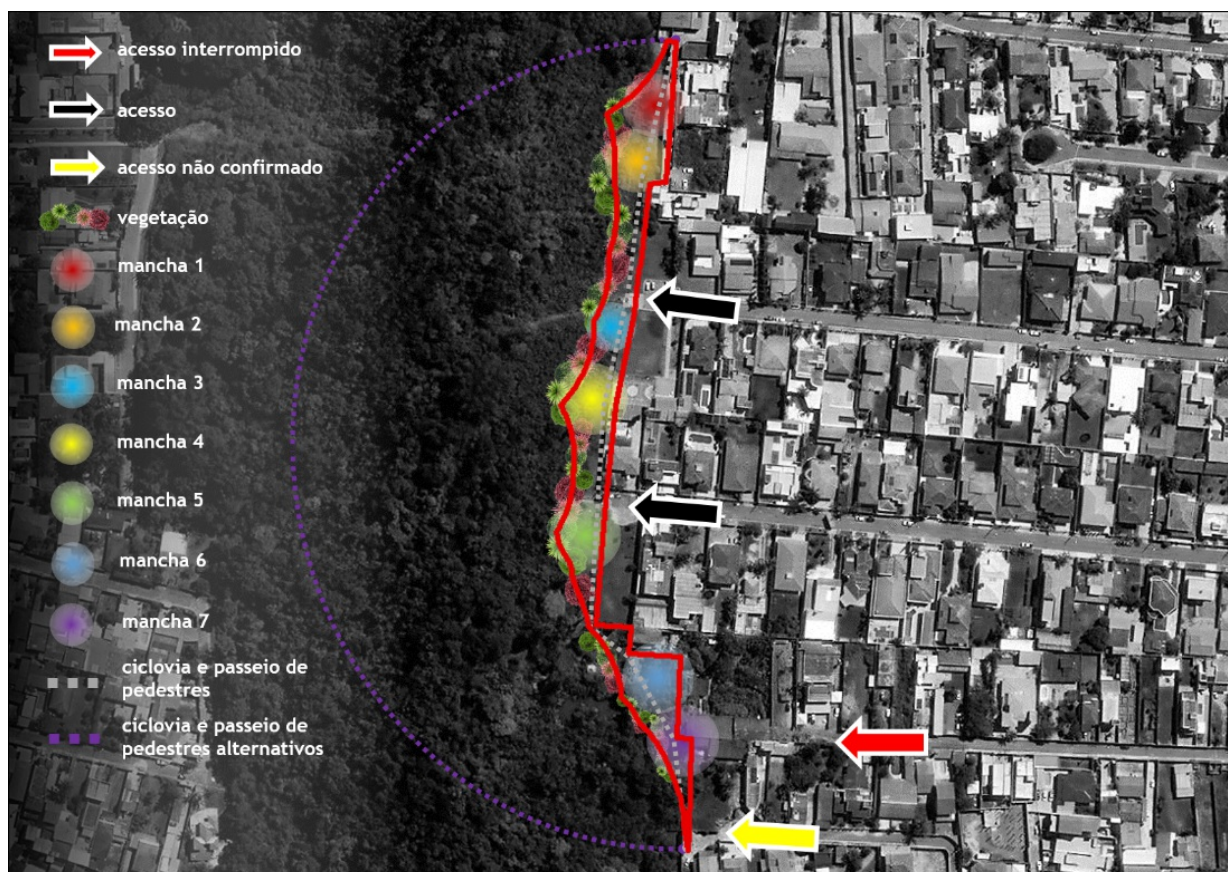 acesso interrompido
acesso
acesso não confirmado
vegetação
mancha 1
mancha 2
mancha 3
mancha 4
mancha 5
mancha 6
mancha 7
ciclovia e passeio de
pedestres
ciclovia e passeio de
pedestres alternativos